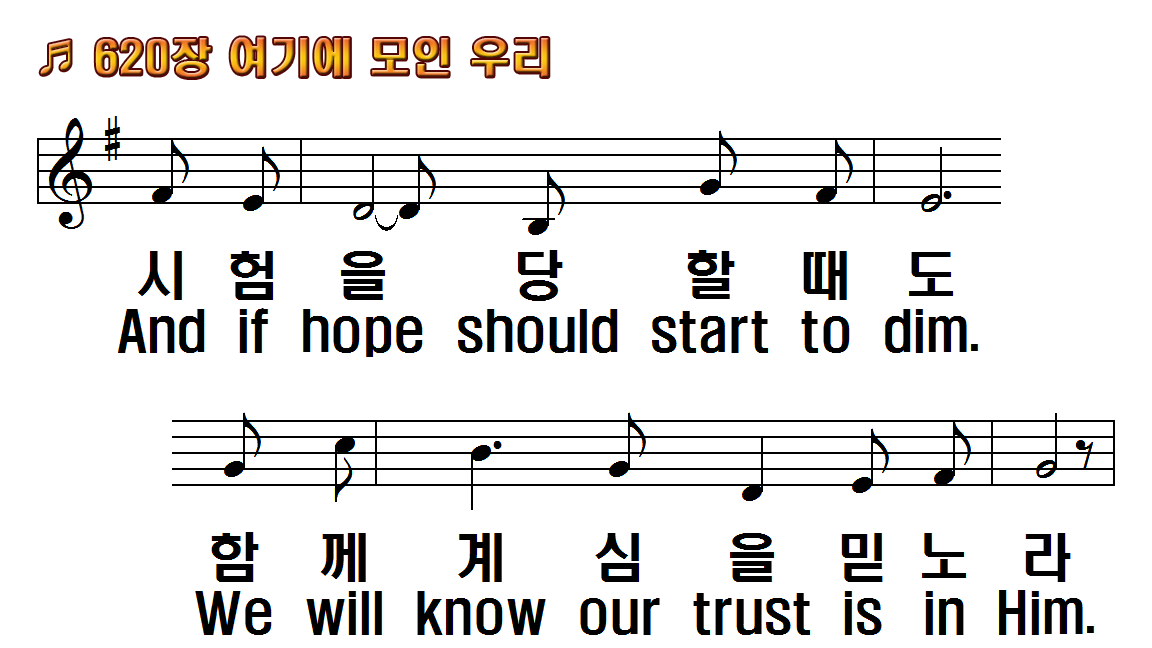 620장 여기에 모인 우리
시 험 을 당 할 때 도
And if hope should start to dim.
함 께 계 심 을 믿 노 라
We will know our trust is in Him.